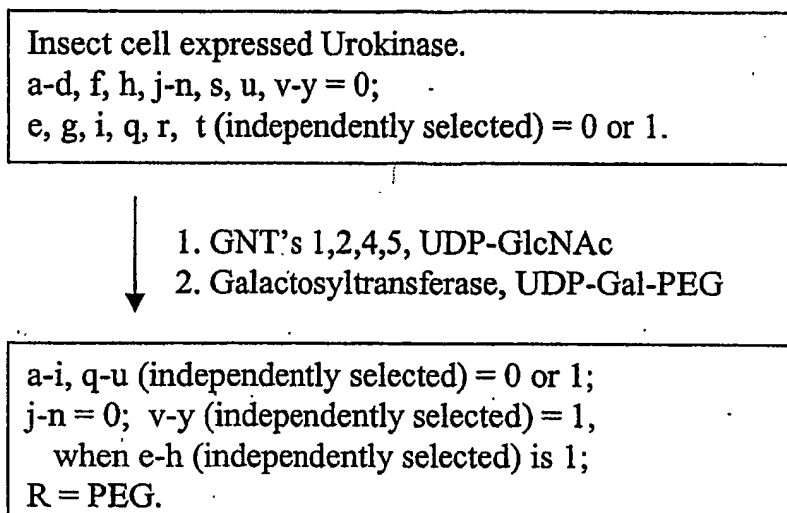 Insect cell expressed Urokinase.
a-d, f, h, j-n, s, u, v-y = 0;
e, g, i, q, r, t (independently selected) = 0 or 1.
1. GNT's 1,2,4,5, UDP-GlcNAc
2. Galactosyltransferase, UDP-Gal-PEG
a-i, q-u (independently selected) = 0 or 1;
j-n = 0; v-y (independently selected) = 1,
when e-h (independently selected) is 1;
R = PEG.